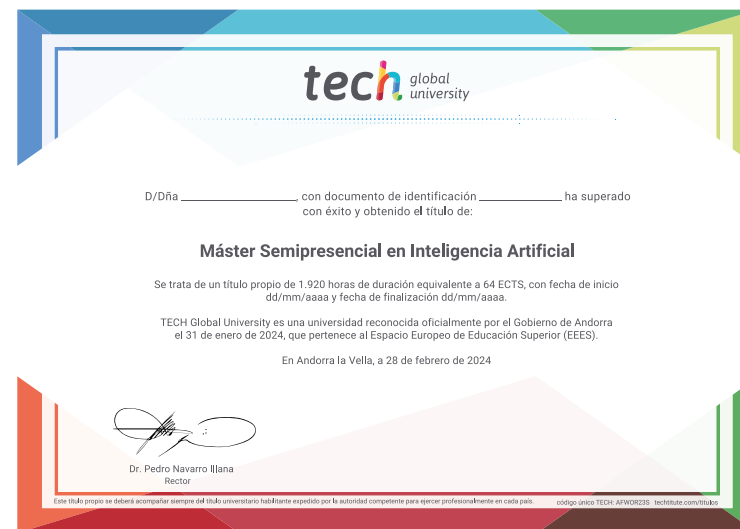 tech global university
D/Dña ____________, con documento de identificación ____________ ha superado
con éxito y obtenido el título de:
Máster Semipresencial en Inteligencia Artificial
Se trata de un título propio de 1.920 horas de duración equivalente a 64 ECTS, con fecha de inicio
dd/mm/aaaa y fecha de finalización dd/mm/aaaa.
TECH Global University es una universidad reconocida oficialmente por el Gobierno de Andorra
el 31 de enero de 2024, que pertenece al Espacio Europeo de Educación Superior (EEES).
En Andorra la Vella, a 28 de febrero de 2024
Dr. Pedro Navarro Illana
Rector
Este título propio se deberá acompañar siempre del título universitario habilitante expedido por la autoridad competente para ejercer profesionalmente en cada país. código único TECH: AFWOR23S techtitute.com/titulos